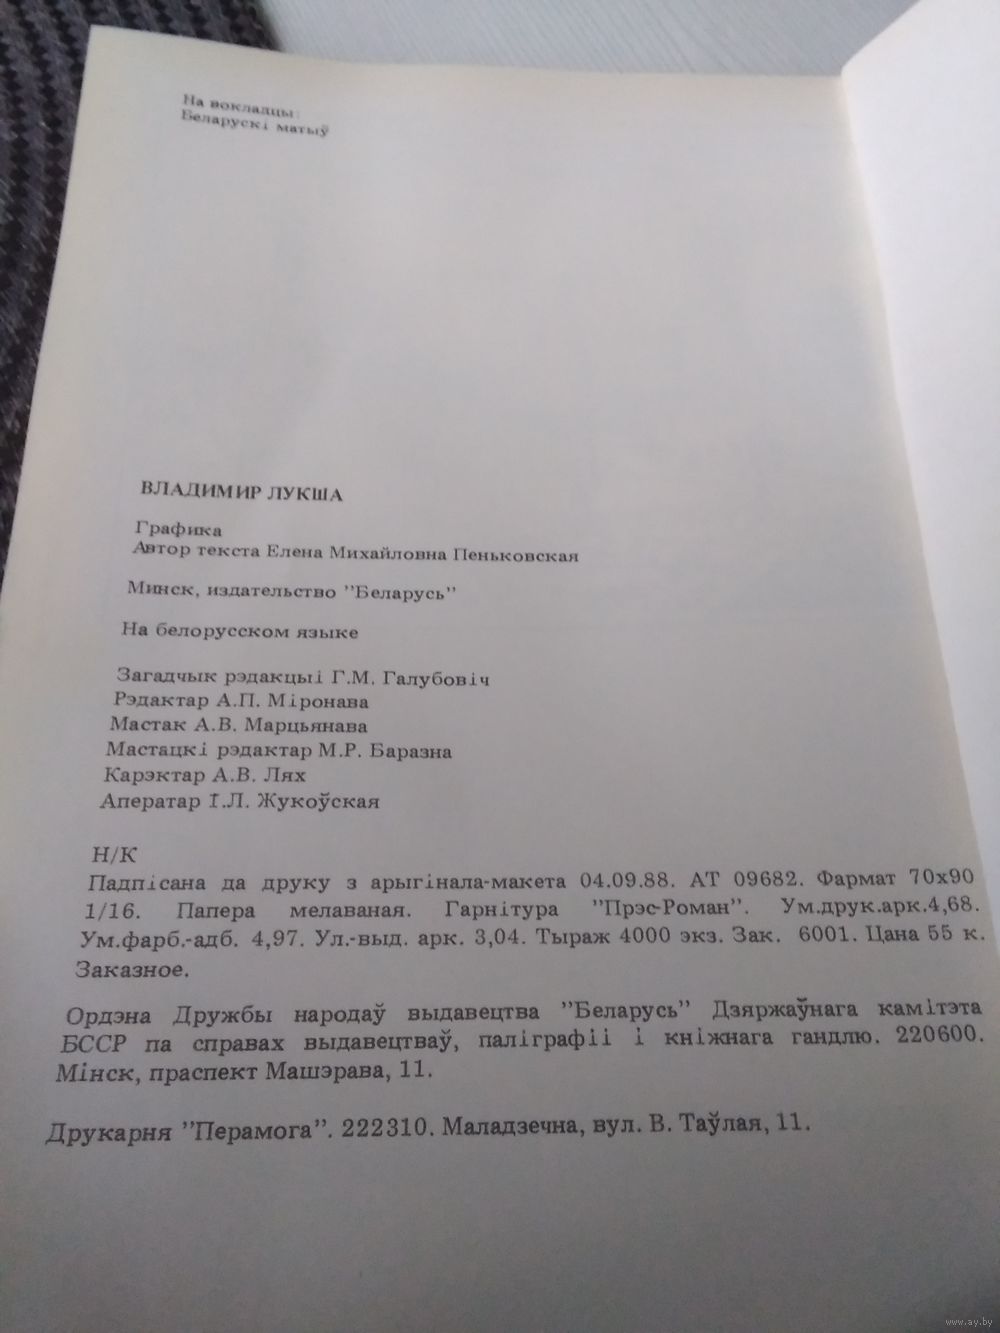 На вокладцы:
Беларускі матыў
ВЛАДИМИР ЛУКША
Графика
Автор текста Елена Михайловна Пеньковская
Минск, издательство "Беларусь"
На белорусском языке
Загадчык рэдакцыі Г.М. Галубовіч
Рэдактар А.П. Міронава
Мастак А.В. Марцьянава
Мастацкі рэдактар М.Р. Баразна
Карэктар А.В. Лях
Аператар І.Л. Жукоўская
Н/К
Падпісана да друку з арыгінала-макета 04.09.88. АТ 09682. Фармат 70х90
1/16. Папера мелаваная. Гарнітура "Прэс-Роман". Ум.друк.арк.4,68.
Ум.фарб.-адб. 4,97. Ул.-выд. арк. 3,04. Тыраж 4000 экз. Зак. 6001. Цана 55 к.
Заказное.
Ордэна Дружбы народаў выдавецтва "Беларусь" Дзяржаўнага камітэта
БССР па справах выдавецтваў, паліграфіі і кніжнага гандлю. 220600.
Мінск, праспект Машэрава, 11.
Друкарня "Перамога". 222310. Маладзечна, вул. В. Таўлая, 11.
www.ay.by